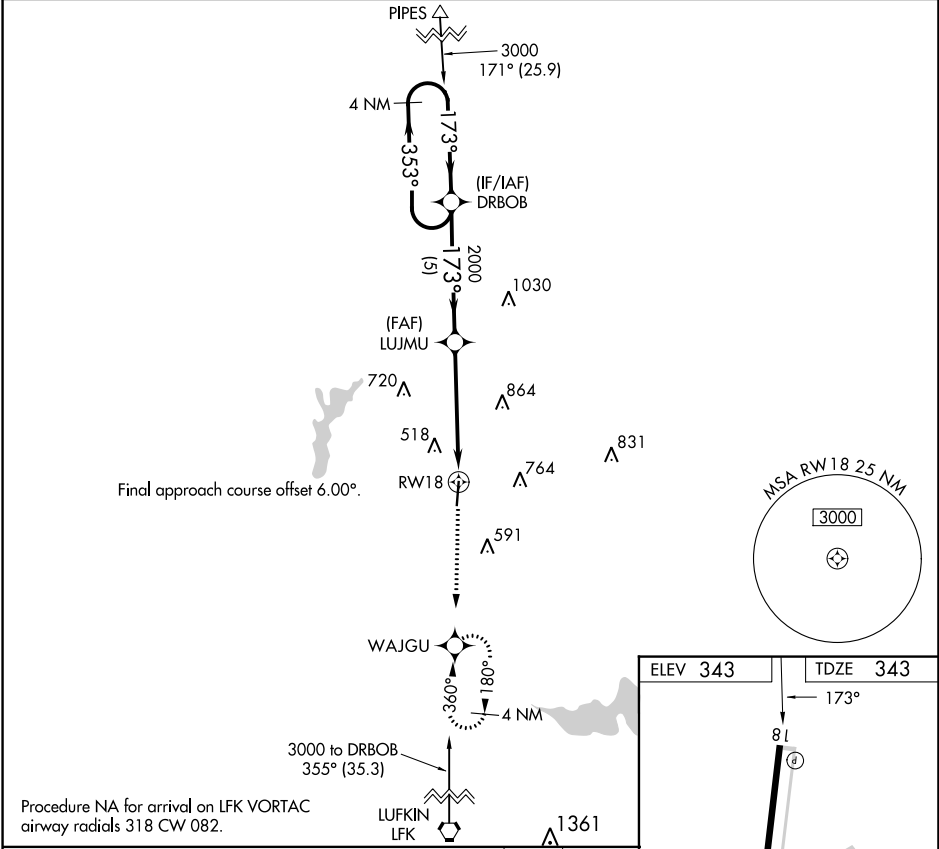 PIPES
3000
171° (25.9)
4 NM
173°
353°
(IF/IAF)
DRBOB
2000
173°
(5)
1030
(FAF)
LUJMU
720
864
518
831
764
RW18
Final approach course offset 6.00°.
MSA RW18 25 NM
3000
591
WAJGU
360°
180°
4 NM
ELEV 343
TDZE 343
173°
18
P
3000 to DRBOB
355° (35.3)
Procedure NA for arrival on LFK VORTAC
airway radials 318 CW 082.
LUFKIN
LFK
1361